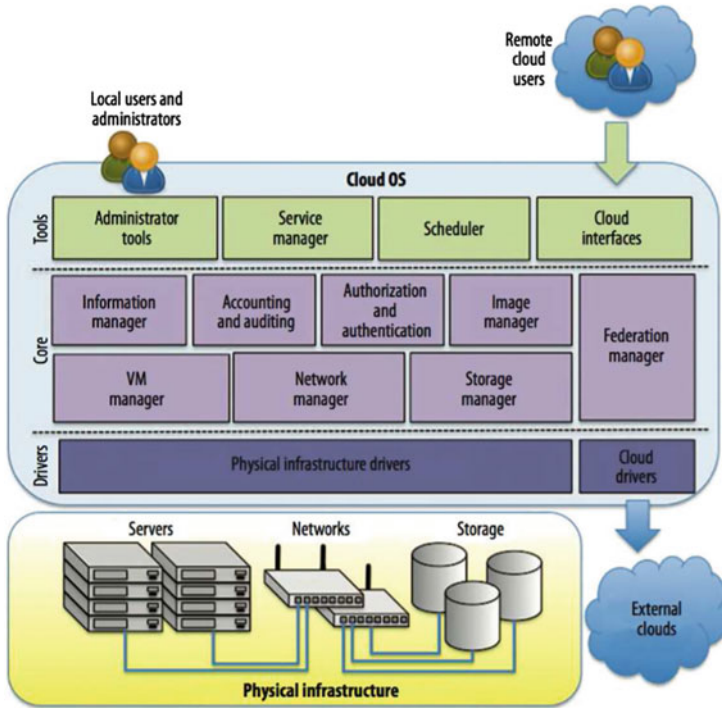 Remote
cloud
users
Local users and
administrators
Cloud OS
Tools
Administrator
tools
Service
manager
Scheduler
Cloud
interfaces
Core
Information
manager
Accounting
and auditing
Authorization
and
authentication
Image
manager
Federation
manager
VM
manager
Network
manager
Storage
manager
Drivers
Physical infrastructure drivers
Cloud
drivers
Servers
Networks
Storage
External
clouds
Physical infrastructure